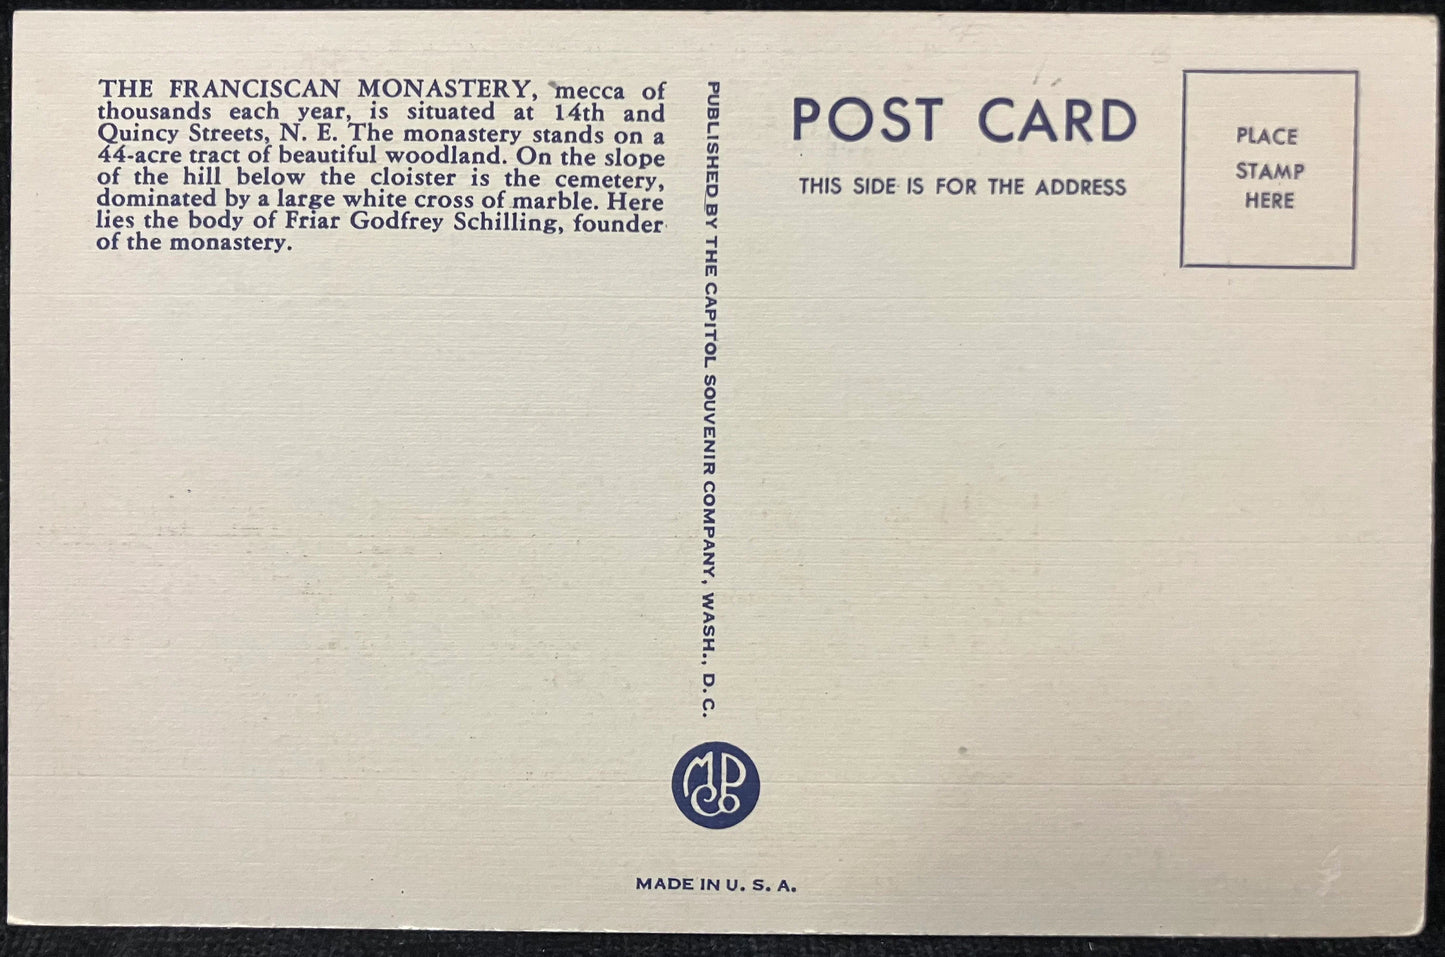 THE FRANCISCAN MONASTERY, mecca of
thousands each year, is situated at 14th and
Quincy Streets, N. E. The monastery stands on a
44-acre tract of beautiful woodland. On the slope
of the hill below the cloister is the cemetery,
dominated by a large white cross of marble. Here
lies the body of Friar Godfrey Schilling, founder
of the monastery.
PUBLISHED BY THE CAPITOL SOUVENIR COMPANY, WASH., D. C.
POST CARD
THIS SIDE IS FOR THE ADDRESS
PLACE
STAMP
HERE
MADE IN U. S. A.